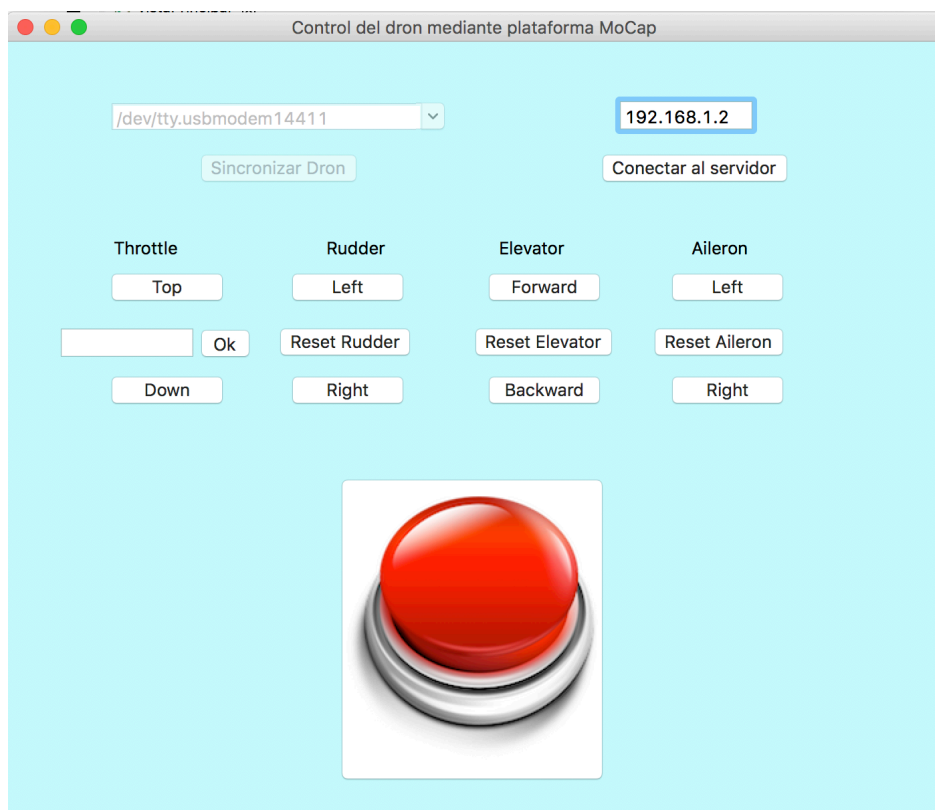 Control del dron mediante plataforma MoCap
/dev/tty.usbmodem14411
192.168.1.2
Sincronizar Dron
Conectar al servidor
Throttle Rudder Elevator Aileron
Top Left Forward Left
Ok Reset Rudder Reset Elevator Reset Aileron
Down Right Backward Right